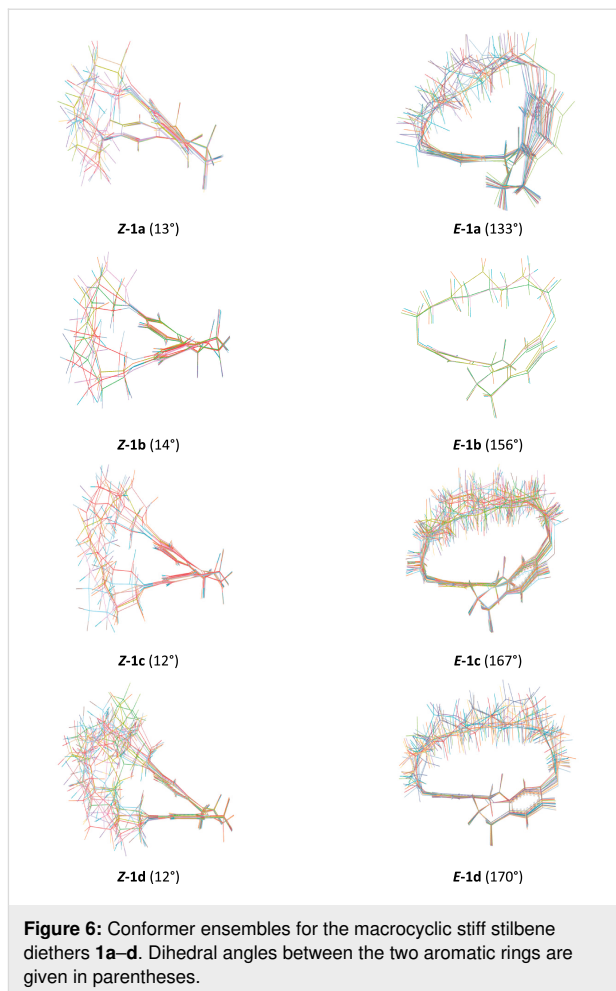 Z-1a (13°) E-1a (133°)
Z-1b (14°) E-1b (156°)
Z-1c (12°) E-1c (167°)
Z-1d (12°) E-1d (170°)
Figure 6: Conformer ensembles for the macrocyclic stiff stilbene
diethers 1a–d. Dihedral angles between the two aromatic rings are
given in parentheses.